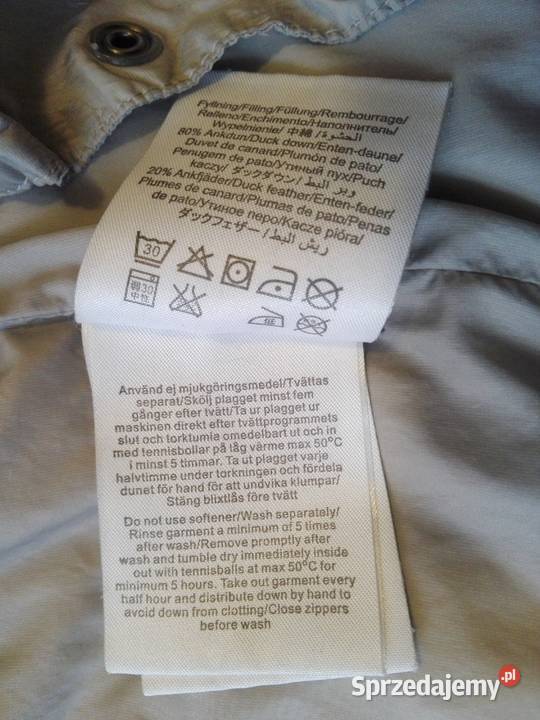 Fyllning/Filling/Füllung/Rembourrage/
Relleno/Enchimento/Наполнитель/
Wypełnienie/ 中綿 /الحشوة/
80% Ankdun/Duck down/Enten-daune/
Duvet de canard/Plumón de pato/
Penugem de pato/Утиный пух/Puch
kaczy/ ダックダウン / وبر البط/
20% Ankfjäder/Duck feather/Enten-feder/
Plumes de canard/Plumas de pato/Penas
de pato/Утиное перо/Kacze pióra/
ダックフェザー / ريش البط/
30
弱30
中性
低
Använd ej mjukgöringsmedel/Tvättas
separat/Skölj plagget minst fem
gånger efter tvätt/Ta ur plagget ur
maskinen direkt efter tvättprogrammets
slut och torktumla omedelbart ut och in
med tennisbollar på låg värme max 50°C
i minst 5 timmar. Ta ut plagget varje
halvtimme under torkningen och fördela
dunet för hand för att undvika klumpar/
Stäng blixtlås före tvätt
Do not use softener/Wash separately/
Rinse garment a minimum of 5 times
after wash/Remove promptly after
wash and tumble dry immediately inside
out with tennisballs at max 50°C for
minimum 5 hours. Take out garment every
half hour and distribute down by hand to
avoid down from clotting/Close zippers
before wash
Sprzedajemy.pl